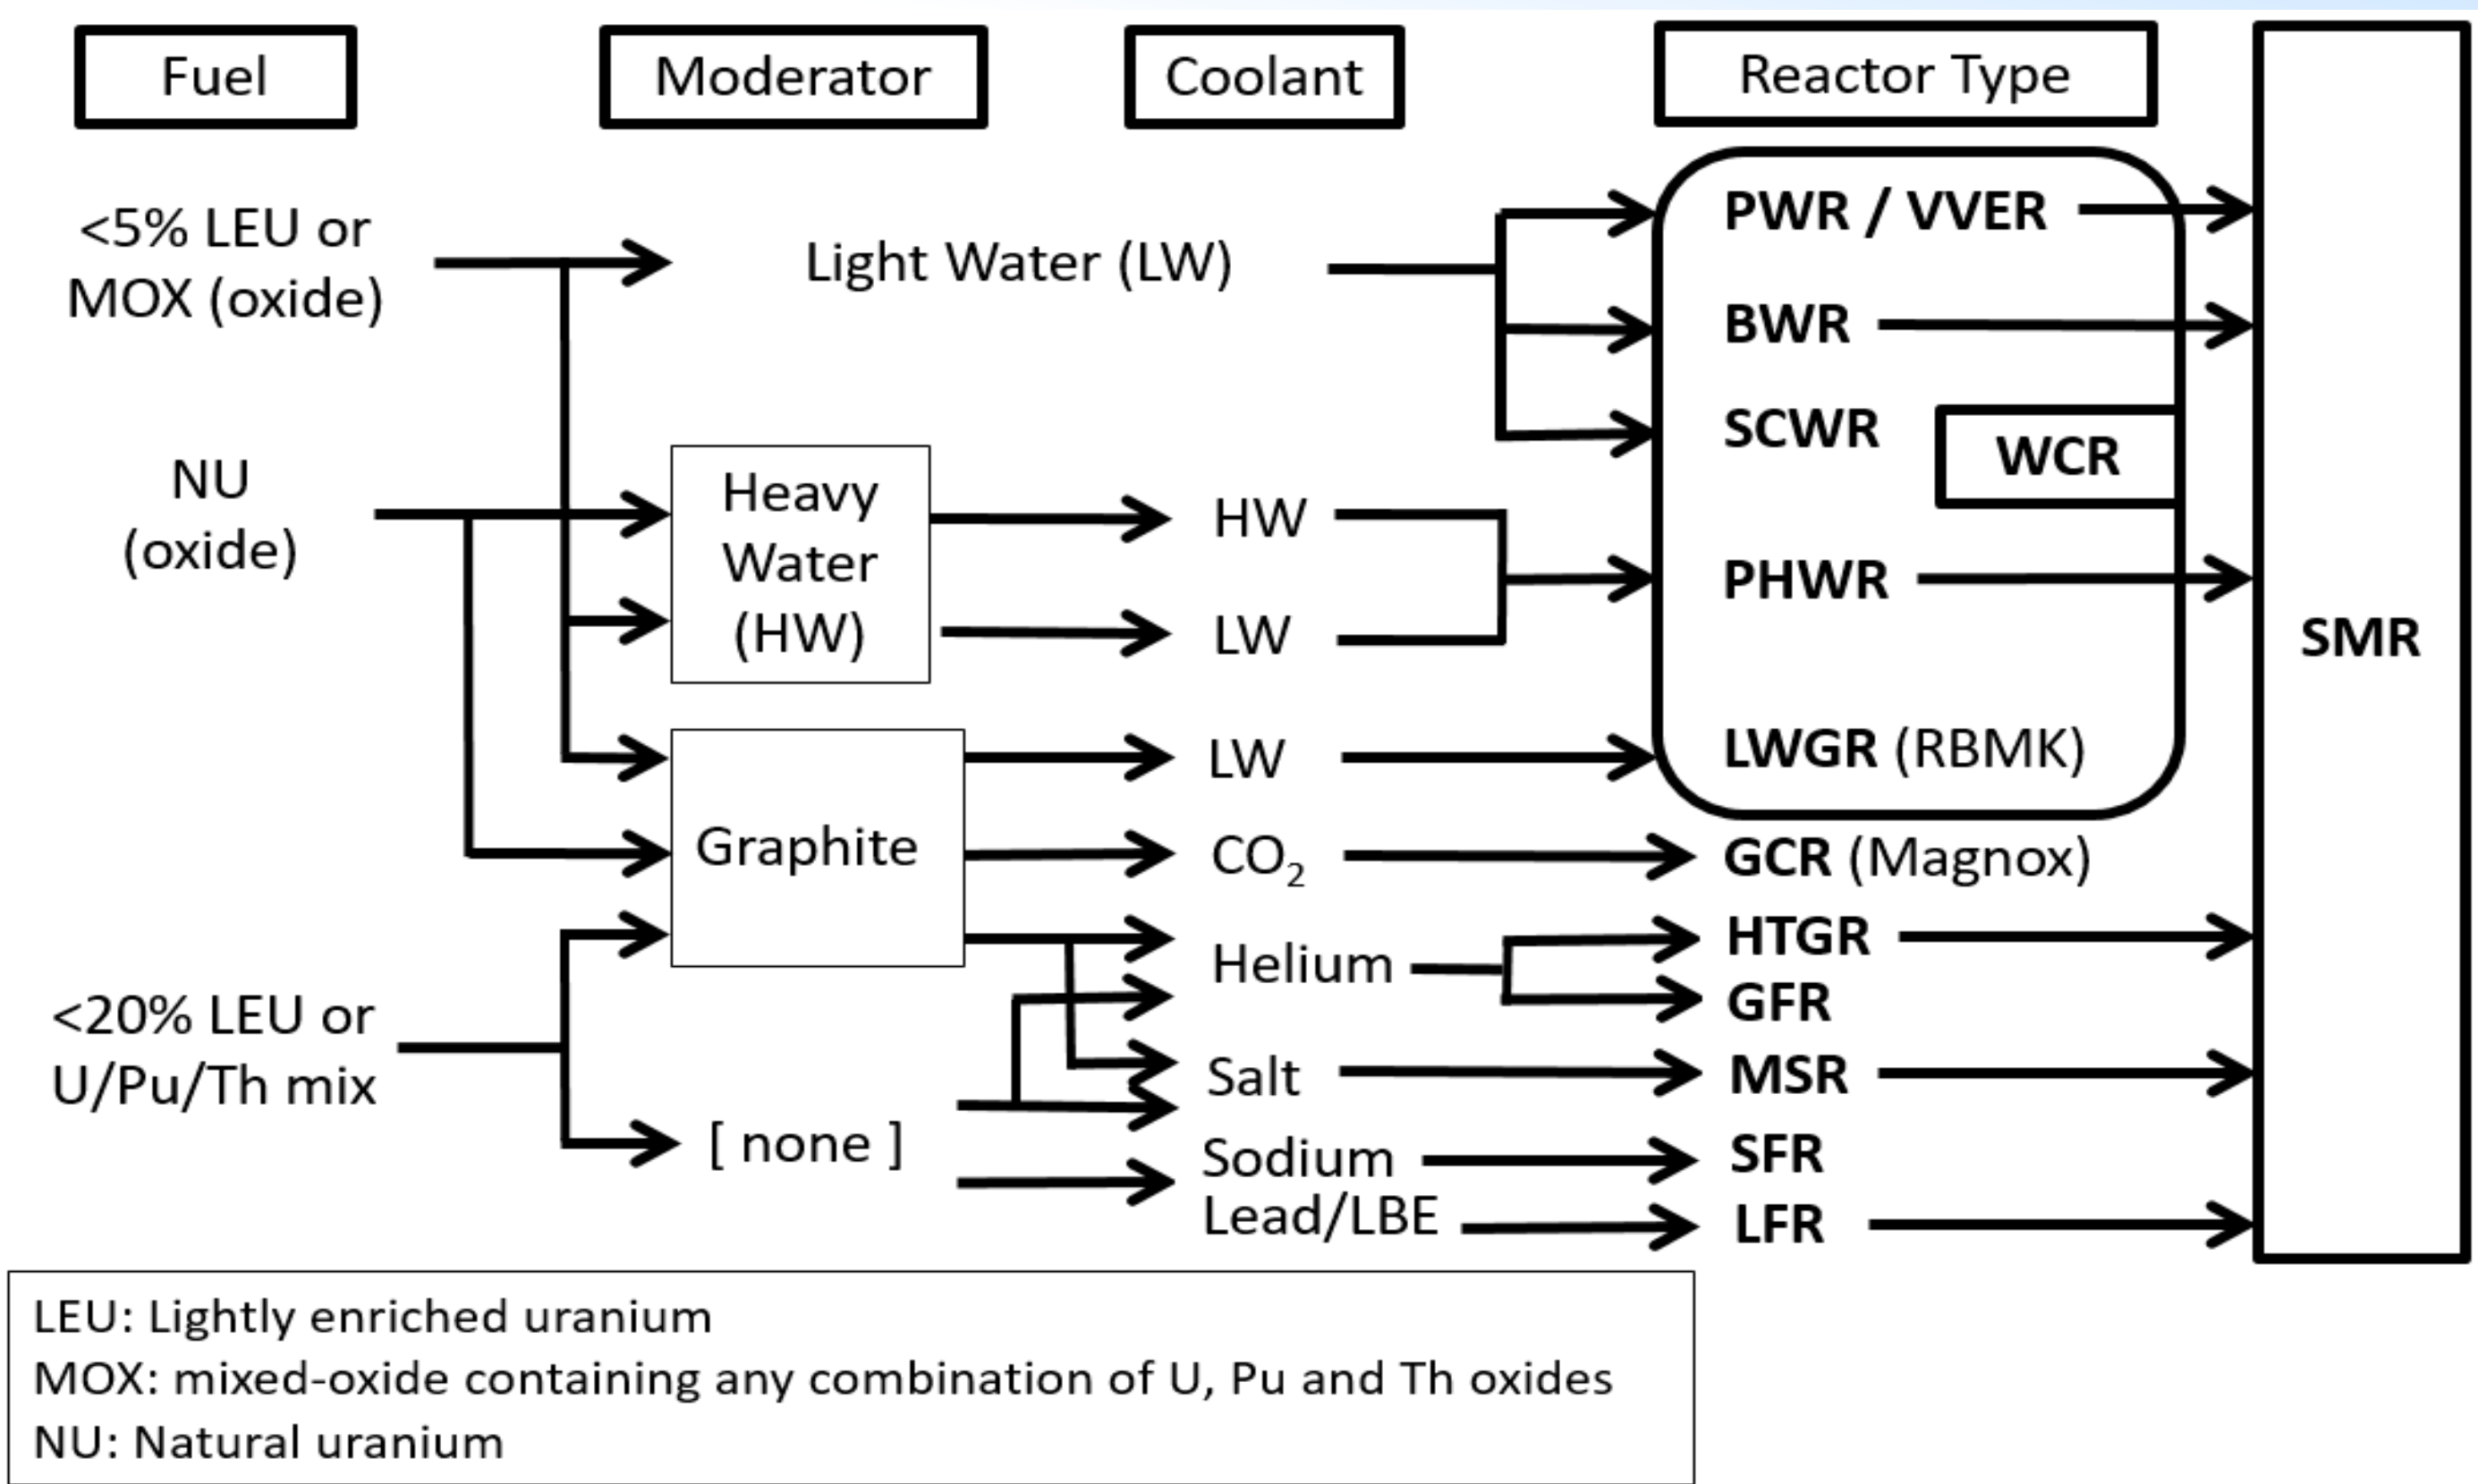 Fuel
Moderator
Coolant
Reactor Type
<5% LEU or
MOX (oxide)
Light Water (LW)
PWR / VVER
BWR
SCWR
WCR
NU
(oxide)
Heavy
Water
(HW)
HW
LW
PHWR
SMR
Graphite
LW
LWGR (RBMK)
CO₂
GCR (Magnox)
Helium
HTGR
GFR
<20% LEU or
U/Pu/Th mix
[ none ]
Salt
MSR
Sodium
SFR
Lead/LBE
LFR
LEU: Lightly enriched uranium
MOX: mixed-oxide containing any combination of U, Pu and Th oxides
NU: Natural uranium